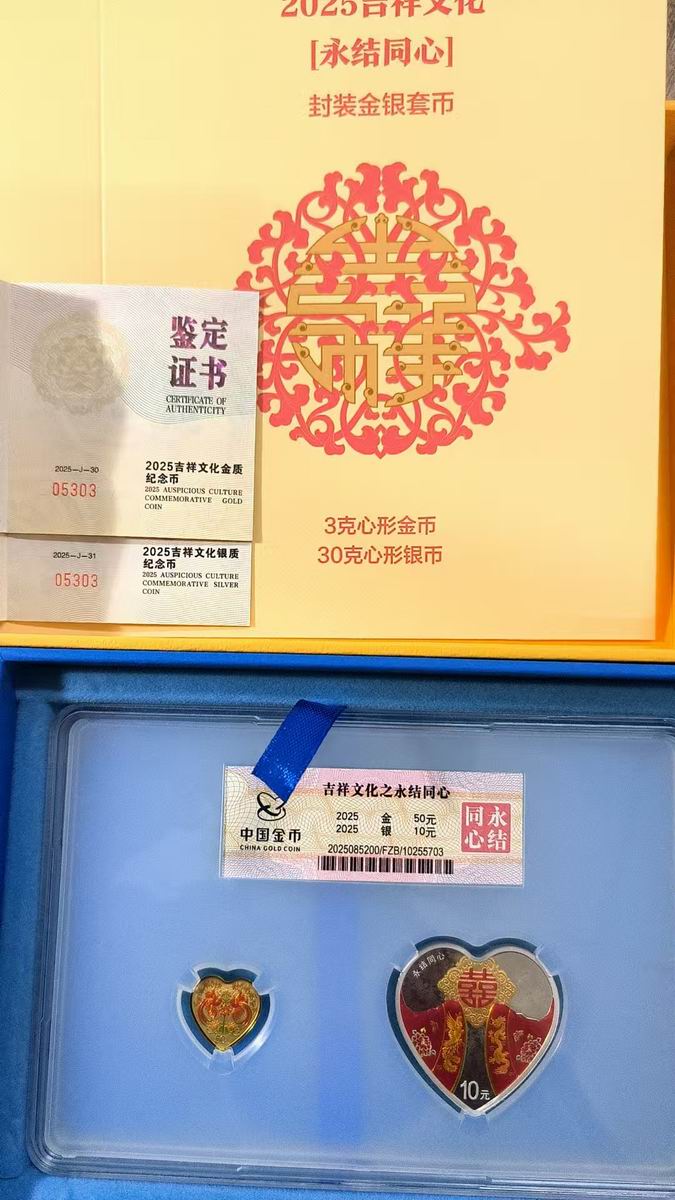 2025吉祥文化
[永结同心]
封装金银套币
吉祥
3克心形金币
30克心形银币
鉴定
证书
CERTIFICATE OF
AUTHENTICITY
2025-J-30
05303
2025吉祥文化金质
纪念币
2025 AUSPICIOUS CULTURE
COMMEMORATIVE GOLD
COIN
2025-J-31
05303
2025吉祥文化银质
纪念币
2025 AUSPICIOUS CULTURE
COMMEMORATIVE SILVER
COIN
吉祥文化之永结同心
中国金币
CHINA GOLD COIN
2025 金 50元
2025 银 10元
2025085200/FZB/10255703
永结
同心
永结同心
囍
10元